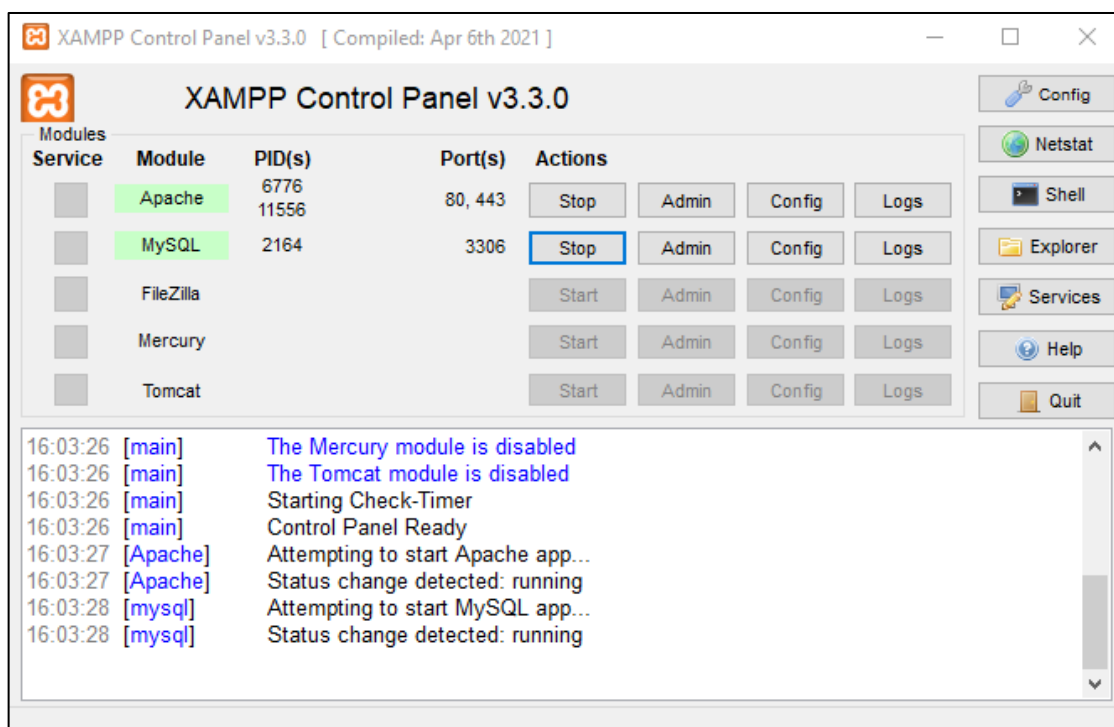 XAMPP Control Panel v3.3.0 [ Compiled: Apr 6th 2021 ]
XAMPP Control Panel v3.3.0
Config
Modules
Service Module PID(s) Port(s) Actions
Netstat
Apache 6776 11556 80, 443 Stop Admin Config Logs
Shell
MySQL 2164 3306 Stop Admin Config Logs
Explorer
FileZilla Start Admin Config Logs
Services
Mercury Start Admin Config Logs
Help
Tomcat Start Admin Config Logs
Quit
16:03:26 [main] The Mercury module is disabled
16:03:26 [main] The Tomcat module is disabled
16:03:26 [main] Starting Check-Timer
16:03:26 [main] Control Panel Ready
16:03:27 [Apache] Attempting to start Apache app...
16:03:27 [Apache] Status change detected: running
16:03:28 [mysql] Attempting to start MySQL app...
16:03:28 [mysql] Status change detected: running